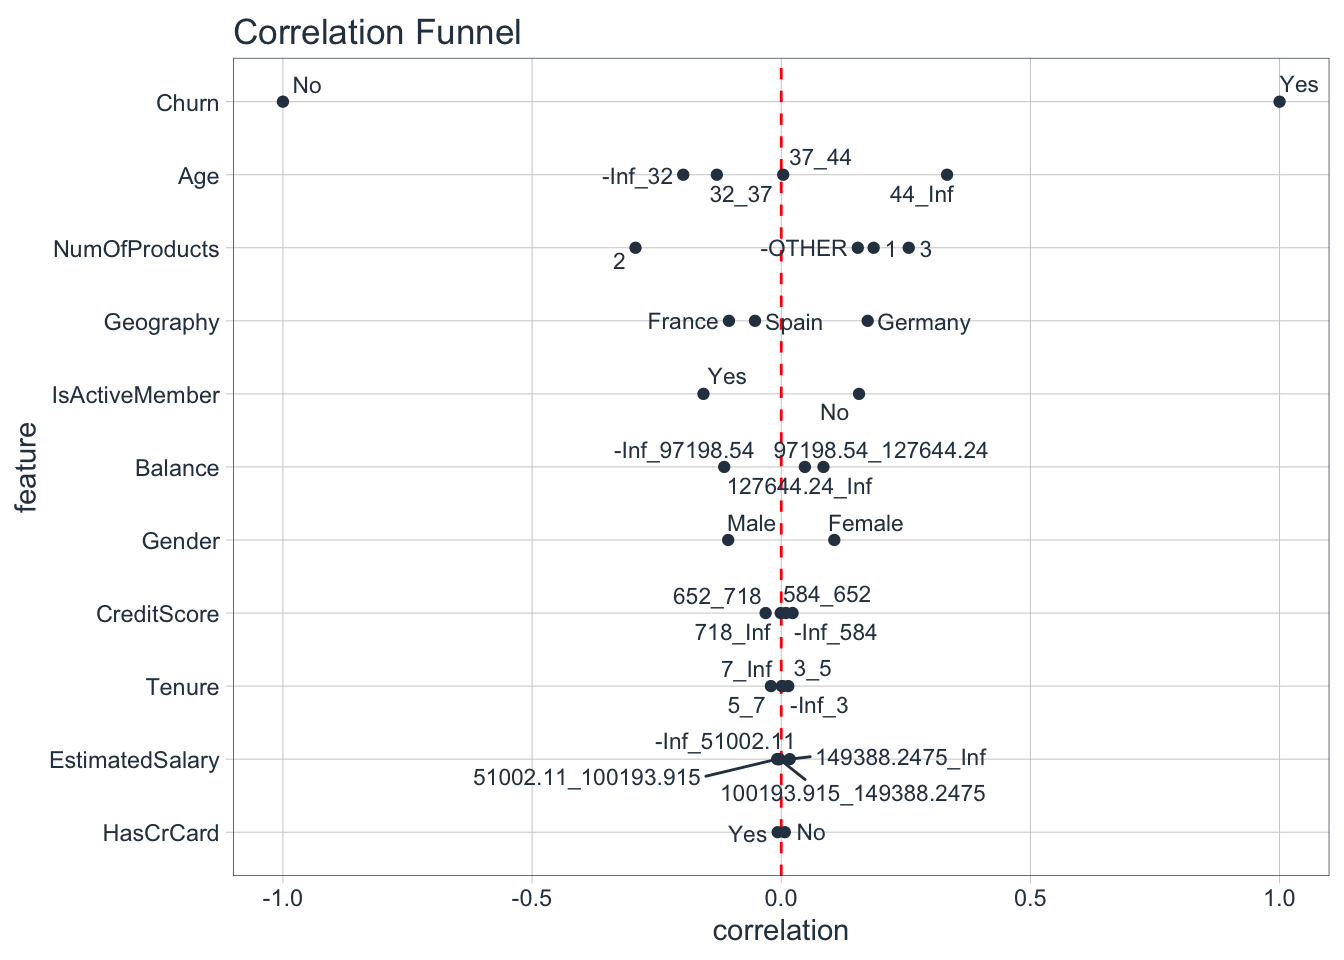 Correlation Funnel
feature
Churn
No
Yes
Age
-Inf_32
32_37
37_44
44_Inf
NumOfProducts
2
-OTHER
1
3
Geography
France
Spain
Germany
IsActiveMember
Yes
No
Balance
-Inf_97198.54
97198.54_127644.24
127644.24_Inf
Gender
Male
Female
CreditScore
652_718
584_652
718_Inf
-Inf_584
Tenure
7_Inf
3_5
5_7
-Inf_3
EstimatedSalary
-Inf_51002.11
149388.2475_Inf
51002.11_100193.915
100193.915_149388.2475
HasCrCard
Yes
No
-1.0
-0.5
0.0
0.5
1.0
correlation